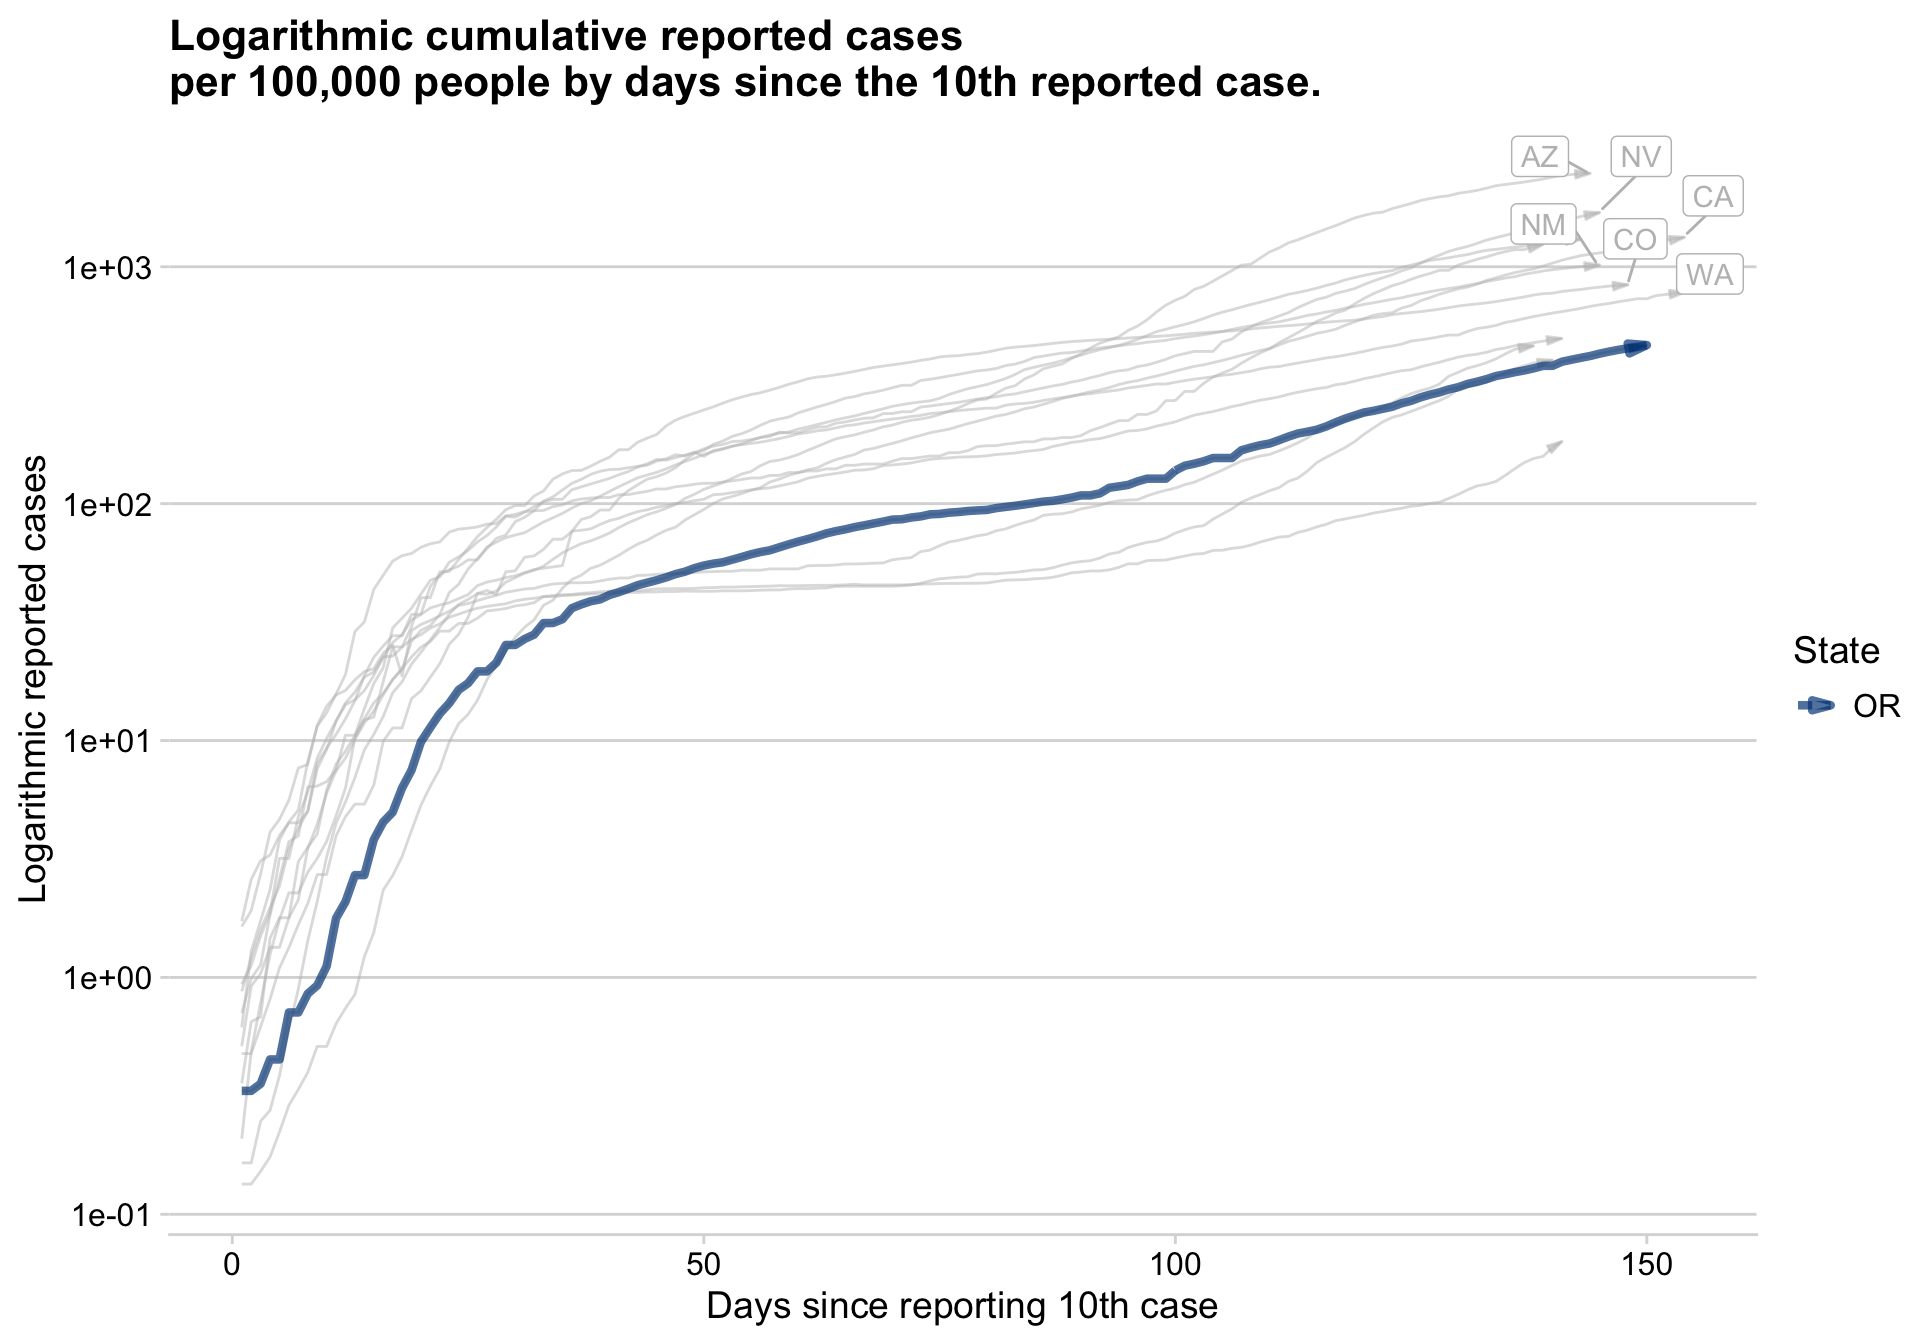 Logarithmic cumulative reported cases
per 100,000 people by days since the 10th reported case.
AZ
NV
CA
NM
CO
WA
1e+03
1e+02
1e+01
1e+00
1e-01
Logarithmic reported cases
0
50
100
150
Days since reporting 10th case
State
OR